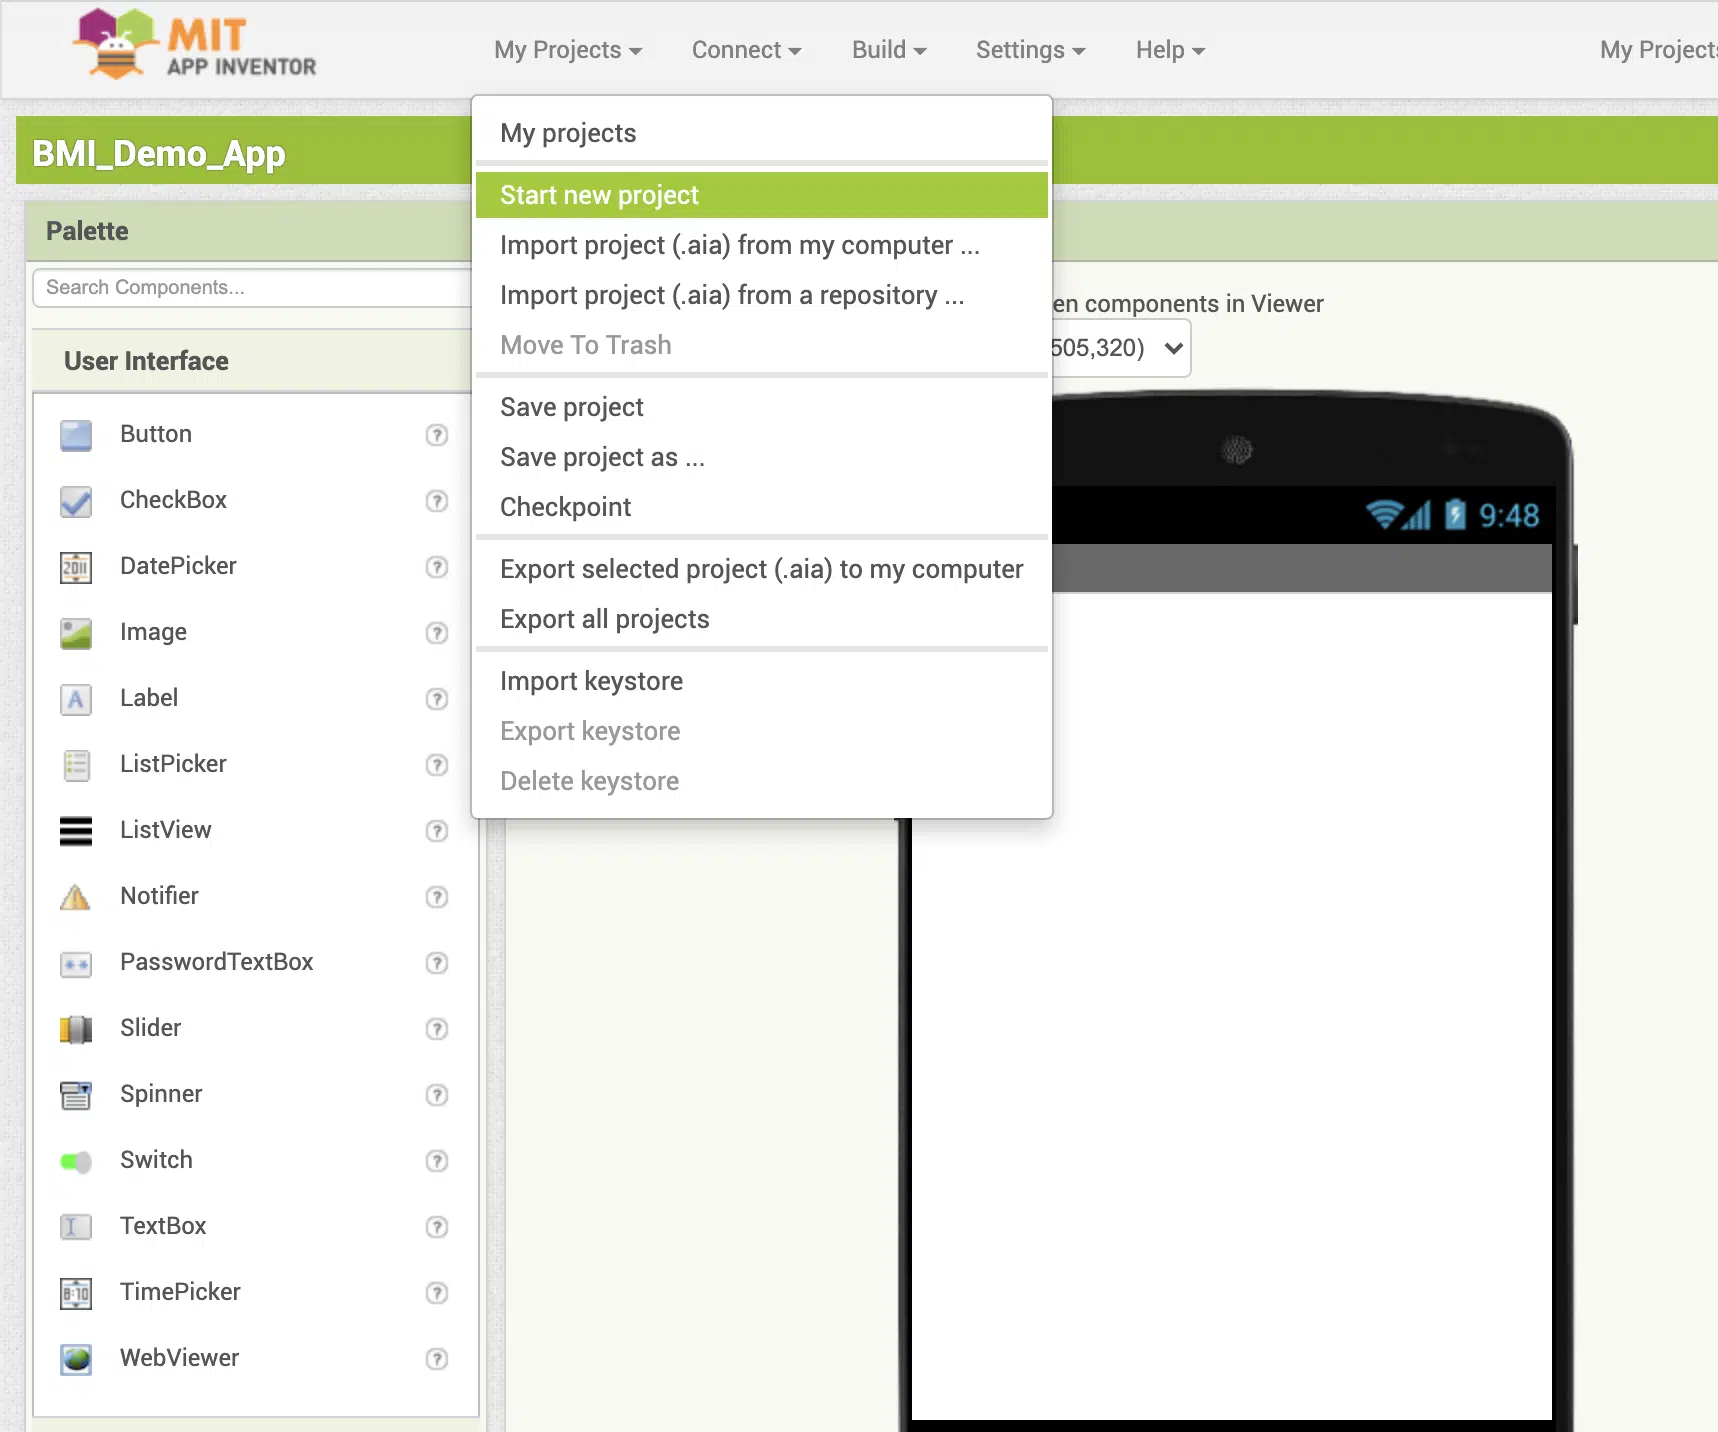 MIT
APP INVENTOR
My Projects
Connect
Build
Settings
Help
My Projects
BMI_Demo_App
My projects
Start new project
Import project (.aia) from my computer ...
Import project (.aia) from a repository ...
Move To Trash
Save project
Save project as ...
Checkpoint
Export selected project (.aia) to my computer
Export all projects
Import keystore
Export keystore
Delete keystore
Palette
Search Components...
User Interface
Button
CheckBox
DatePicker
Image
Label
ListPicker
ListView
Notifier
PasswordTextBox
Slider
Spinner
Switch
TextBox
TimePicker
WebViewer
en components in Viewer
505,320)
9:48